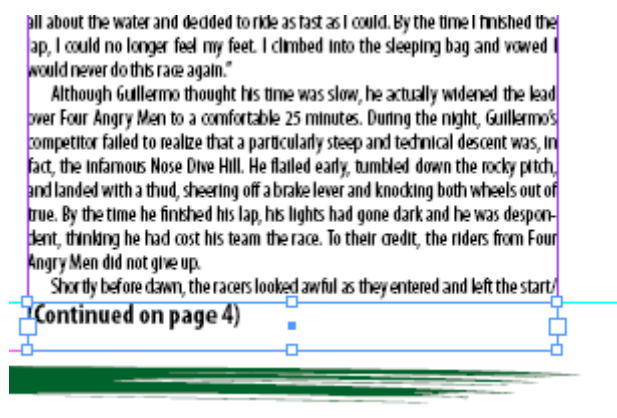 all about the water and decided to ride as fast as I could. By the time I finished the
lap, I could no longer feel my feet. I climbed into the sleeping bag and vowed I
would never do this race again."
Although Guillermo thought his time was slow, he actually widened the lead
over Four Angry Men to a comfortable 25 minutes. During the night, Guillermo's
competitor failed to realize that a particularly steep and technical descent was, in
fact, the infamous Nose Dive Hill. He flailed early, tumbled down the rocky pitch,
and landed with a thud, sheering off a brake lever and knocking both wheels out of
true. By the time he finished his lap, his lights had gone dark and he was despon-
dent, thinking he had cost his team the race. To their credit, the riders from Four
Angry Men did not give up.
Shortly before dawn, the racers looked awful as they entered and left the start/
(Continued on page 4)